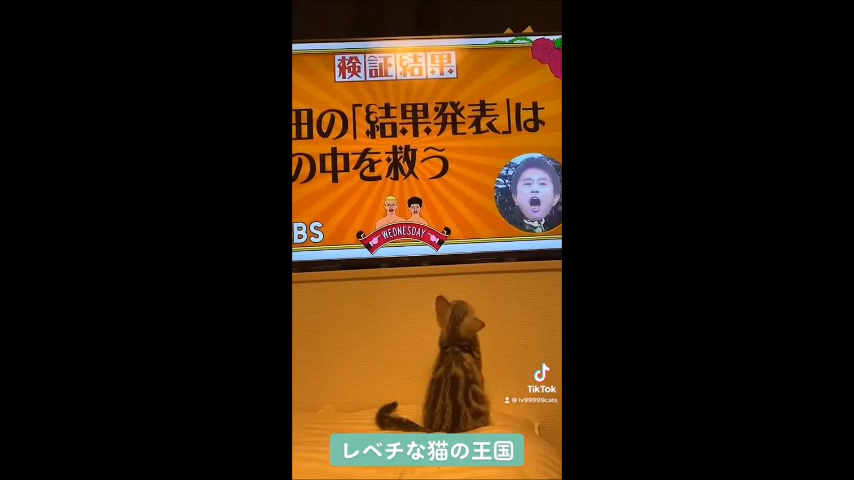 検証結果
田の「結果発表」は
の中を救う
BS
WEDNESDAY
TikTok
@lv99999cats
レベチな猫の王国